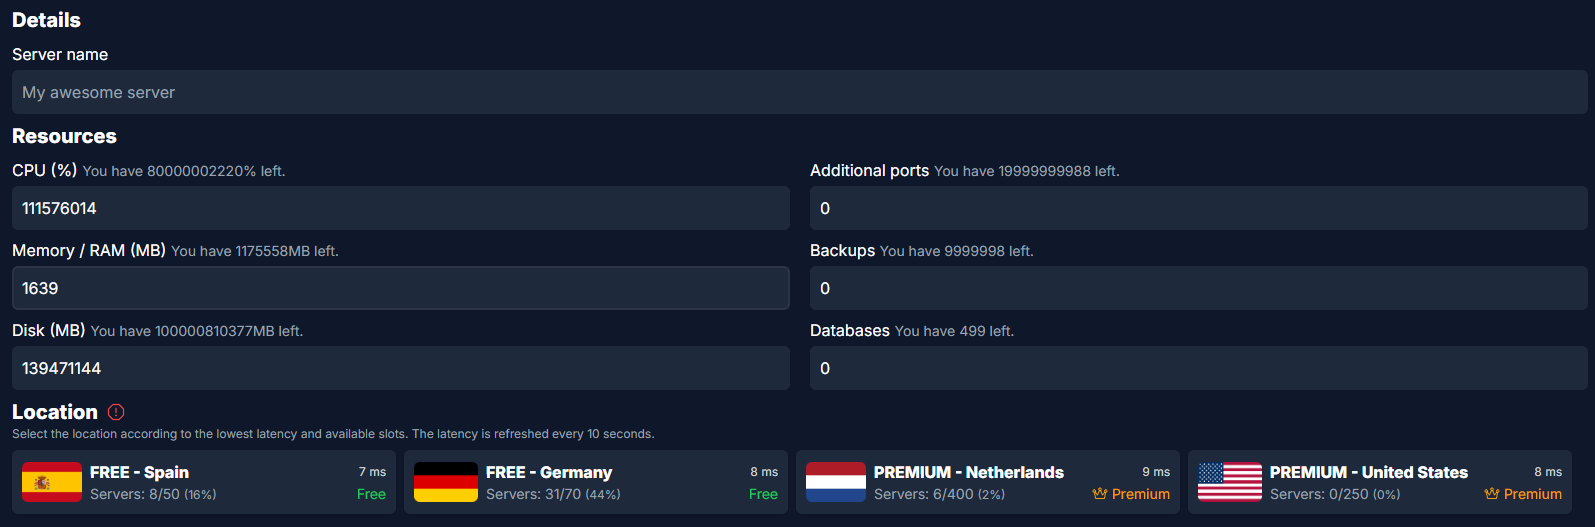 Details
Server name
My awesome server
Resources
CPU (%) You have 80000002220% left.
Additional ports You have 19999999988 left.
111576014
0
Memory / RAM (MB) You have 1175558MB left.
Backups You have 9999998 left.
1639
0
Disk (MB) You have 100000810377MB left.
Databases You have 499 left.
139471144
0
Location
Select the location according to the lowest latency and available slots. The latency is refreshed every 10 seconds.
FREE - Spain 7 ms
Servers: 8/50 (16%) Free
FREE - Germany 8 ms
Servers: 31/70 (44%) Free
PREMIUM - Netherlands 9 ms
Servers: 6/400 (2%) Premium
PREMIUM - United States 8 ms
Servers: 0/250 (0%) Premium